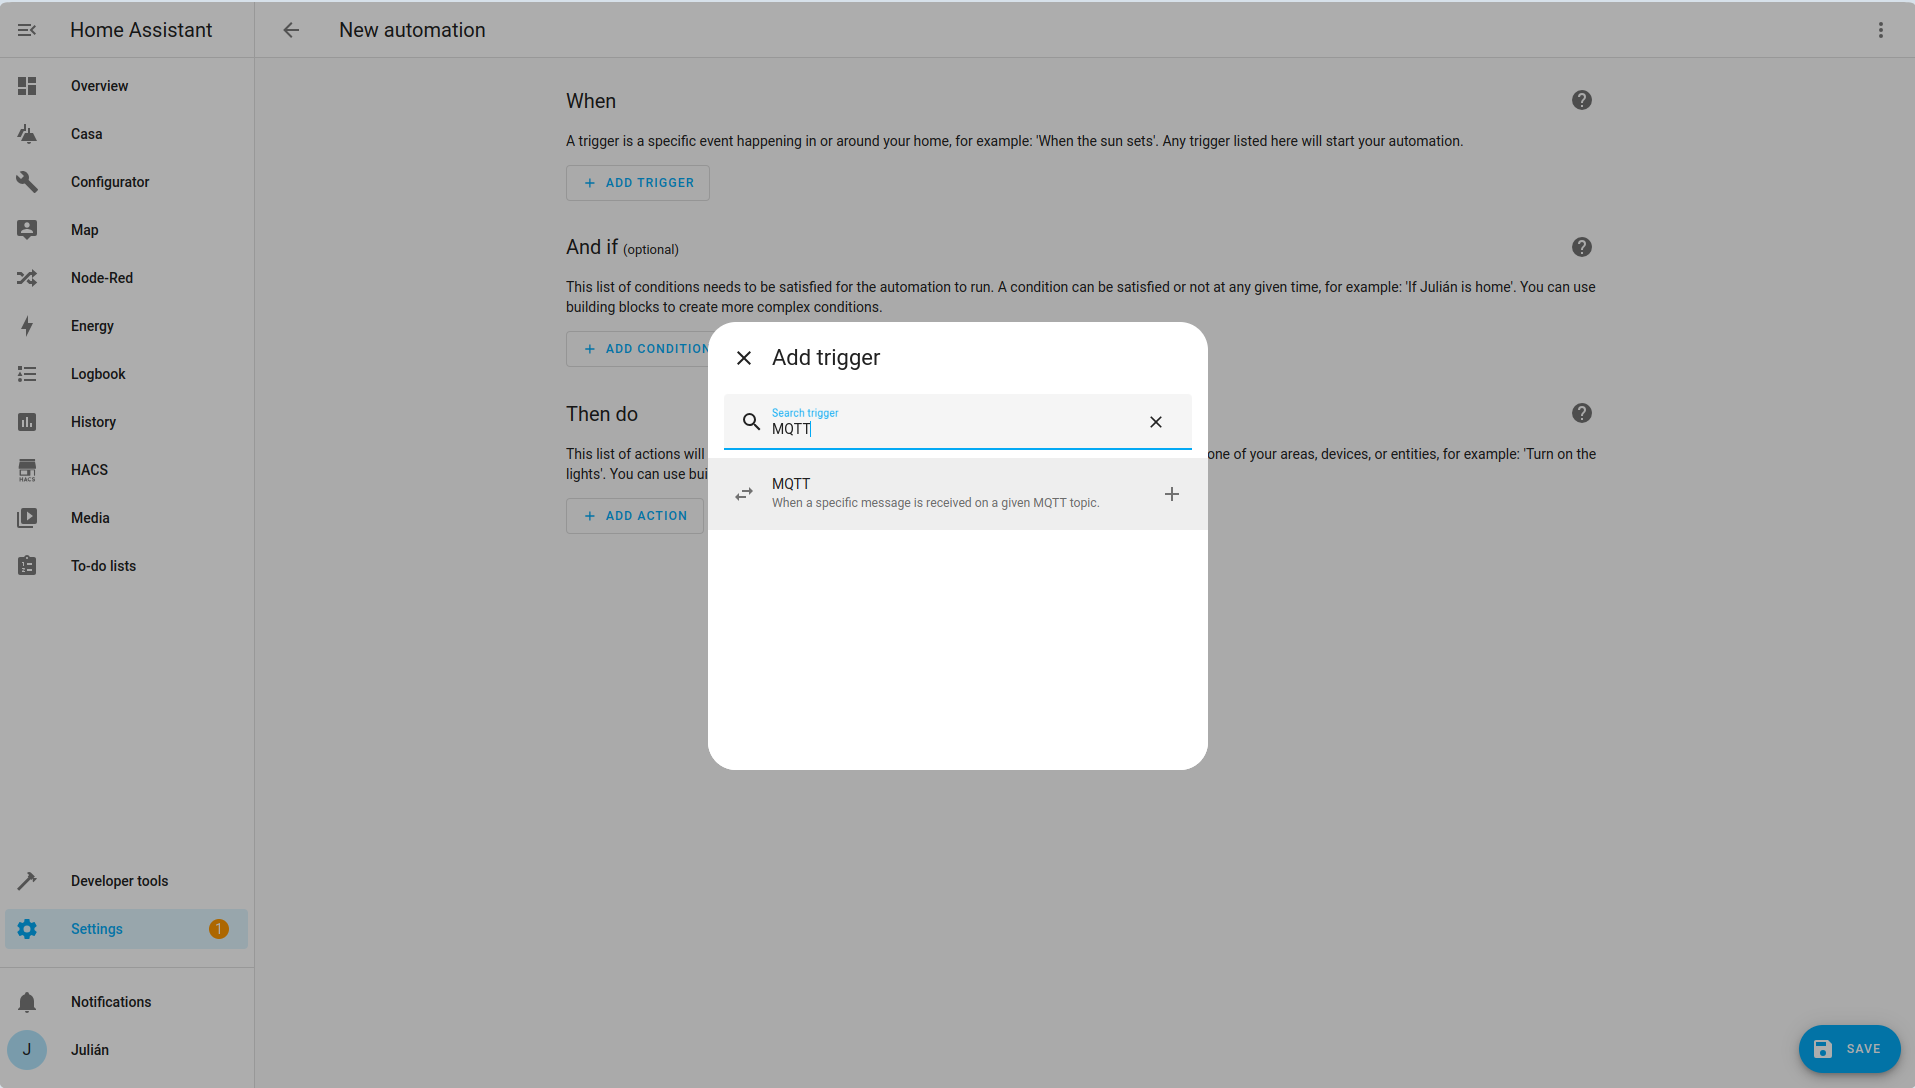 Home Assistant
New automation
Overview
Casa
Configurator
Map
Node-Red
Energy
Logbook
History
HACS
HACS
Media
To-do lists
Developer tools
Settings
1
Notifications
J
Julián
When
?
A trigger is a specific event happening in or around your home, for example: 'When the sun sets'. Any trigger listed here will start your automation.
+ ADD TRIGGER
And if (optional)
?
This list of conditions needs to be satisfied for the automation to run. A condition can be satisfied or not at any given time, for example: 'If Julián is home'. You can use
building blocks to create more complex conditions.
+ ADD CONDITION
Then do
?
This list of actions will
one of your areas, devices, or entities, for example: 'Turn on the
lights'. You can use bui
+ ADD ACTION
Add trigger
Search trigger
MQTT
MQTT
When a specific message is received on a given MQTT topic.
SAVE